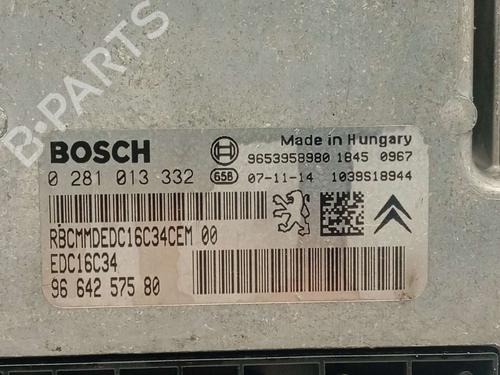 B-PARTS
BOSCH
Made in Hungary
9653958980 1845 0967
0 281 013 332 G58 07-11-14 1039S18944
RBCMMDEDC16C34CEM 00
EDC16C34
96 642 575 80